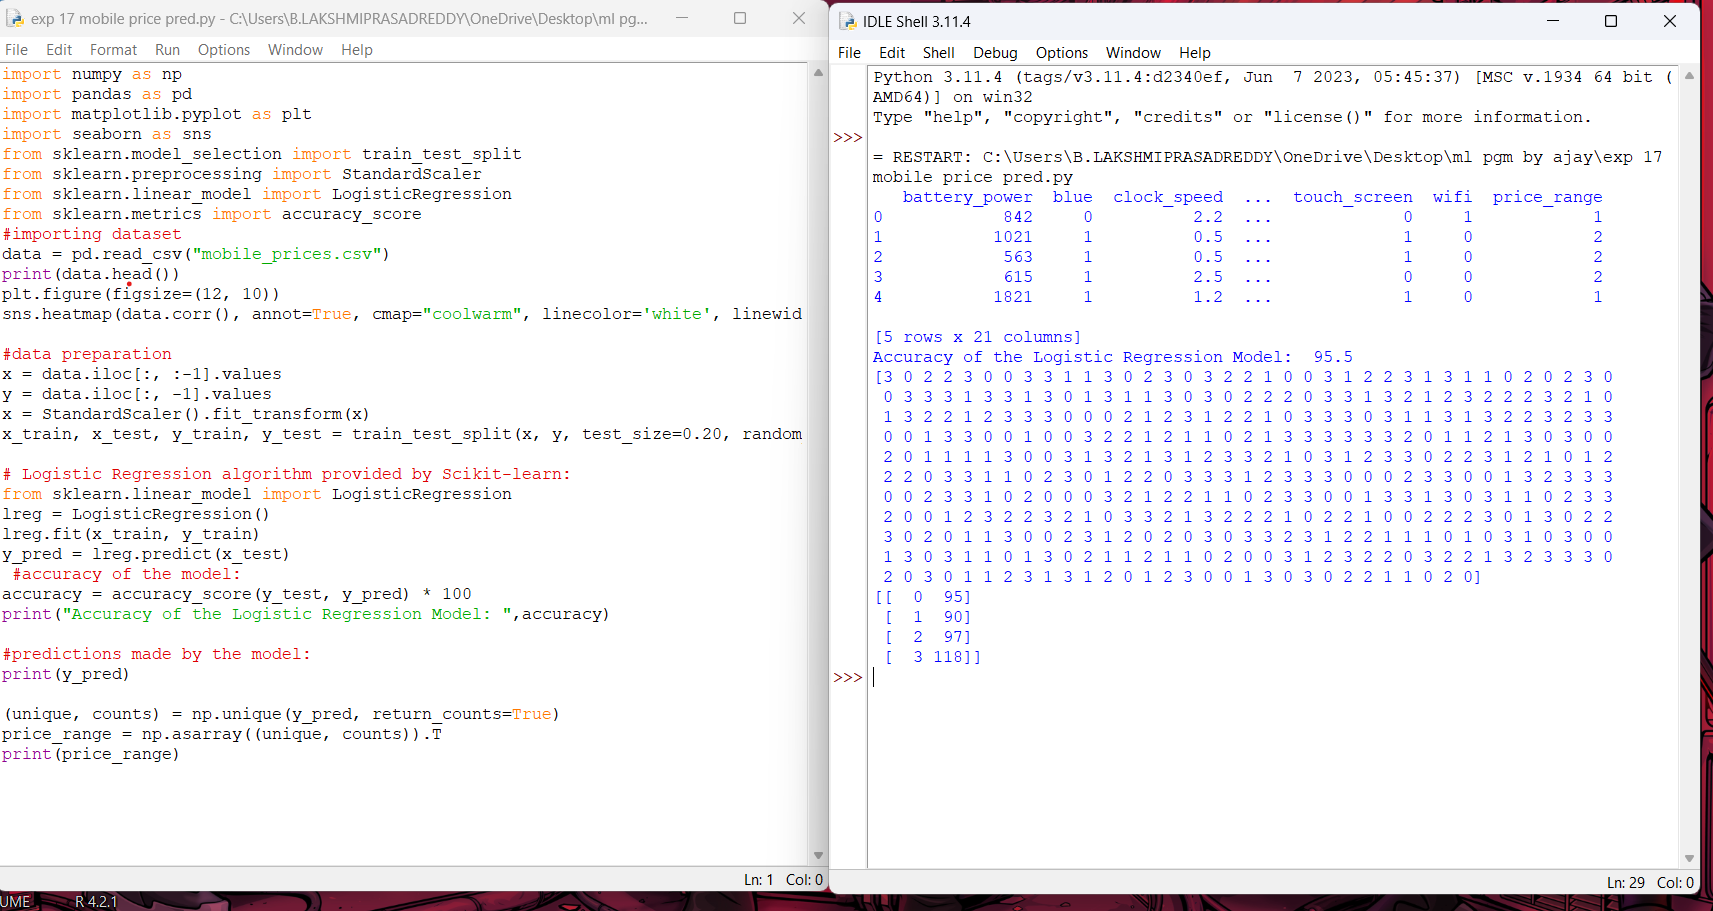 exp 17 mobile price pred.py - C:\Users\B.LAKSHMIPRASADREDDY\OneDrive\Desktop\ml pg...
File Edit Format Run Options Window Help
import numpy as np
import pandas as pd
import matplotlib.pyplot as plt
import seaborn as sns
from sklearn.model_selection import train_test_split
from sklearn.preprocessing import StandardScaler
from sklearn.linear_model import LogisticRegression
from sklearn.metrics import accuracy_score
#importing dataset
data = pd.read_csv("mobile_prices.csv")
print(data.head())
plt.figure(figsize=(12, 10))
sns.heatmap(data.corr(), annot=True, cmap="coolwarm", linecolor='white', linewid
#data preparation
x = data.iloc[:, :-1].values
y = data.iloc[:, -1].values
x = StandardScaler().fit_transform(x)
x_train, x_test, y_train, y_test = train_test_split(x, y, test_size=0.20, random
# Logistic Regression algorithm provided by Scikit-learn:
from sklearn.linear_model import LogisticRegression
lreg = LogisticRegression()
lreg.fit(x_train, y_train)
y_pred = lreg.predict(x_test)
#accuracy of the model:
accuracy = accuracy_score(y_test, y_pred) * 100
print("Accuracy of the Logistic Regression Model: ",accuracy)
#predictions made by the model:
print(y_pred)
(unique, counts) = np.unique(y_pred, return_counts=True)
price_range = np.asarray((unique, counts)).T
print(price_range)
Ln: 1 Col: 0
IDLE Shell 3.11.4
File Edit Shell Debug Options Window Help
Python 3.11.4 (tags/v3.11.4:d2340ef, Jun  7 2023, 05:45:37) [MSC v.1934 64 bit (
AMD64)] on win32
Type "help", "copyright", "credits" or "license()" for more information.
>>>
= RESTART: C:\Users\B.LAKSHMIPRASADREDDY\OneDrive\Desktop\ml pgm by ajay\exp 17
mobile price pred.py
battery_power  blue  clock_speed  ...  touch_screen  wifi  price_range
0 842 0 2.2 ... 0 1 1
1 1021 1 0.5 ... 1 0 2
2 563 1 0.5 ... 1 0 2
3 615 1 2.5 ... 0 0 2
4 1821 1 1.2 ... 1 0 1
[5 rows x 21 columns]
Accuracy of the Logistic Regression Model:  95.5
[3 0 2 2 3 0 0 3 3 1 1 3 0 2 3 0 3 2 2 1 0 0 3 1 2 2 3 1 3 1 1 0 2 0 2 3 0
0 3 3 3 1 3 3 1 3 0 1 3 1 1 3 0 3 0 2 2 2 0 3 3 1 3 2 1 2 3 2 2 2 3 2 1 0
1 3 2 2 1 2 3 3 3 0 0 0 2 1 2 3 1 2 2 1 0 3 3 3 0 3 1 1 3 1 3 2 2 3 2 3 3
0 0 1 3 3 0 0 1 0 0 3 2 2 1 2 1 1 0 2 1 3 3 3 3 3 3 2 0 1 1 2 1 3 0 3 0 0
2 0 1 1 1 1 3 0 0 3 1 3 2 1 3 1 2 3 3 2 1 0 3 1 2 3 3 0 2 2 3 1 2 1 0 1 2
2 2 0 3 3 1 1 0 2 3 0 1 2 2 0 3 3 3 1 2 3 3 3 0 0 0 2 3 3 0 0 1 3 2 3 3 3
0 0 2 3 3 1 0 2 0 0 0 3 2 1 2 2 1 1 0 2 3 3 0 0 1 3 3 1 3 0 3 1 1 0 2 3 3
2 0 0 1 2 3 2 2 3 2 1 0 3 3 2 1 3 2 2 2 1 0 2 2 1 0 0 2 2 2 3 0 1 3 0 2 2
3 0 2 0 1 1 3 0 0 2 3 1 2 0 2 0 3 0 3 3 2 3 1 2 2 1 1 1 0 1 0 3 1 0 3 0 0
1 3 0 3 1 1 0 1 3 0 2 1 1 2 1 1 0 2 0 0 3 1 2 3 2 2 0 3 2 2 1 3 2 3 3 3 0
2 0 3 0 1 1 2 3 1 3 1 2 0 1 2 3 0 0 1 3 0 3 0 2 2 1 1 0 2 0]
[[  0  95]
[  1  90]
[  2  97]
[  3 118]]
>>>
Ln: 29 Col: 0
UME R 4.2.1